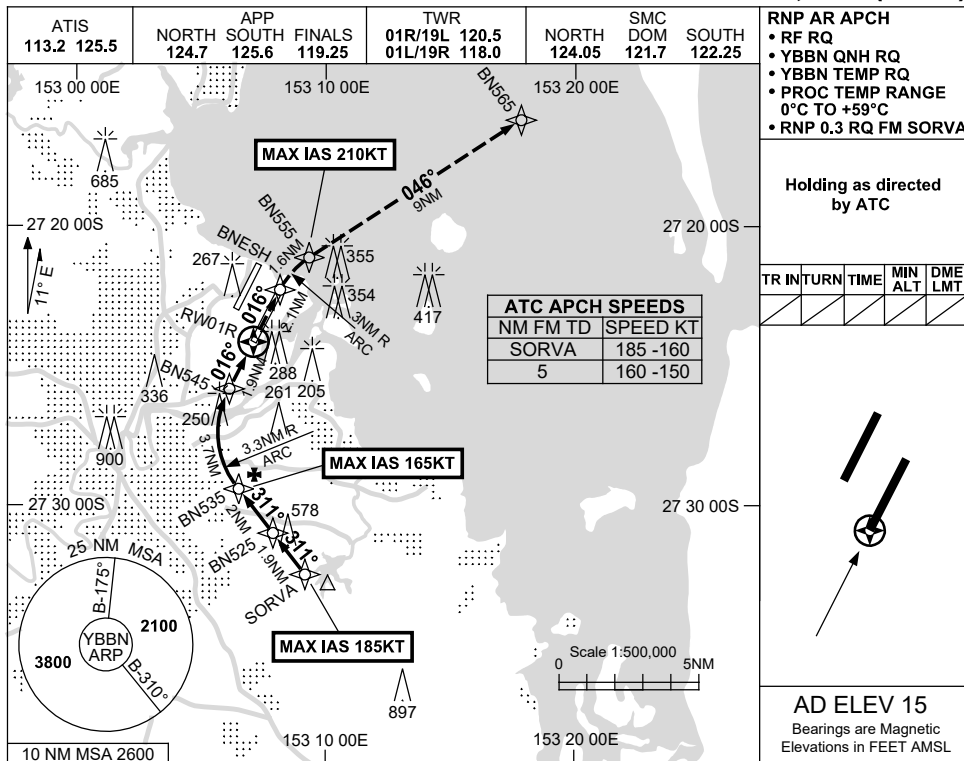 ATIS
113.2 125.5
APP
NORTH SOUTH FINALS
124.7 125.6 119.25
TWR
01R/19L 120.5
01L/19R 118.0
SMC
NORTH DOM SOUTH
124.05 121.7 122.25
RNP AR APCH
• RF RQ
• YBBN QNH RQ
• YBBN TEMP RQ
• PROC TEMP RANGE
0°C TO +59°C
• RNP 0.3 RQ FM SORVA
Holding as directed
by ATC
TR IN TURN TIME MIN ALT DME LMT
153 00 00E
153 10 00E
153 20 00E
BN565
685
MAX IAS 210KT
046°
9NM
27 20 00S
27 20 00S
11° E
BN555
BNESH
1.6NM
355
267
354
417
016°
2.1NM
.3NM R
ARC
RW01R
288
205
016°
1.9NM
BN545
336
261
250
900
3.7NM
3.3NM R
ARC
MAX IAS 165KT
ATC APCH SPEEDS
NM FM TD SPEED KT
SORVA 185 -160
5 160 -150
27 30 00S
27 30 00S
BN535
311°
2NM
578
BN525
311°
1.9NM
SORVA
MAX IAS 185KT
25 NM MSA
B-175°
2100
YBBN
ARP
3800
B-310°
897
Scale 1:500,000
0 5NM
10 NM MSA 2600
153 10 00E
153 20 00E
AD ELEV 15
Bearings are Magnetic
Elevations in FEET AMSL